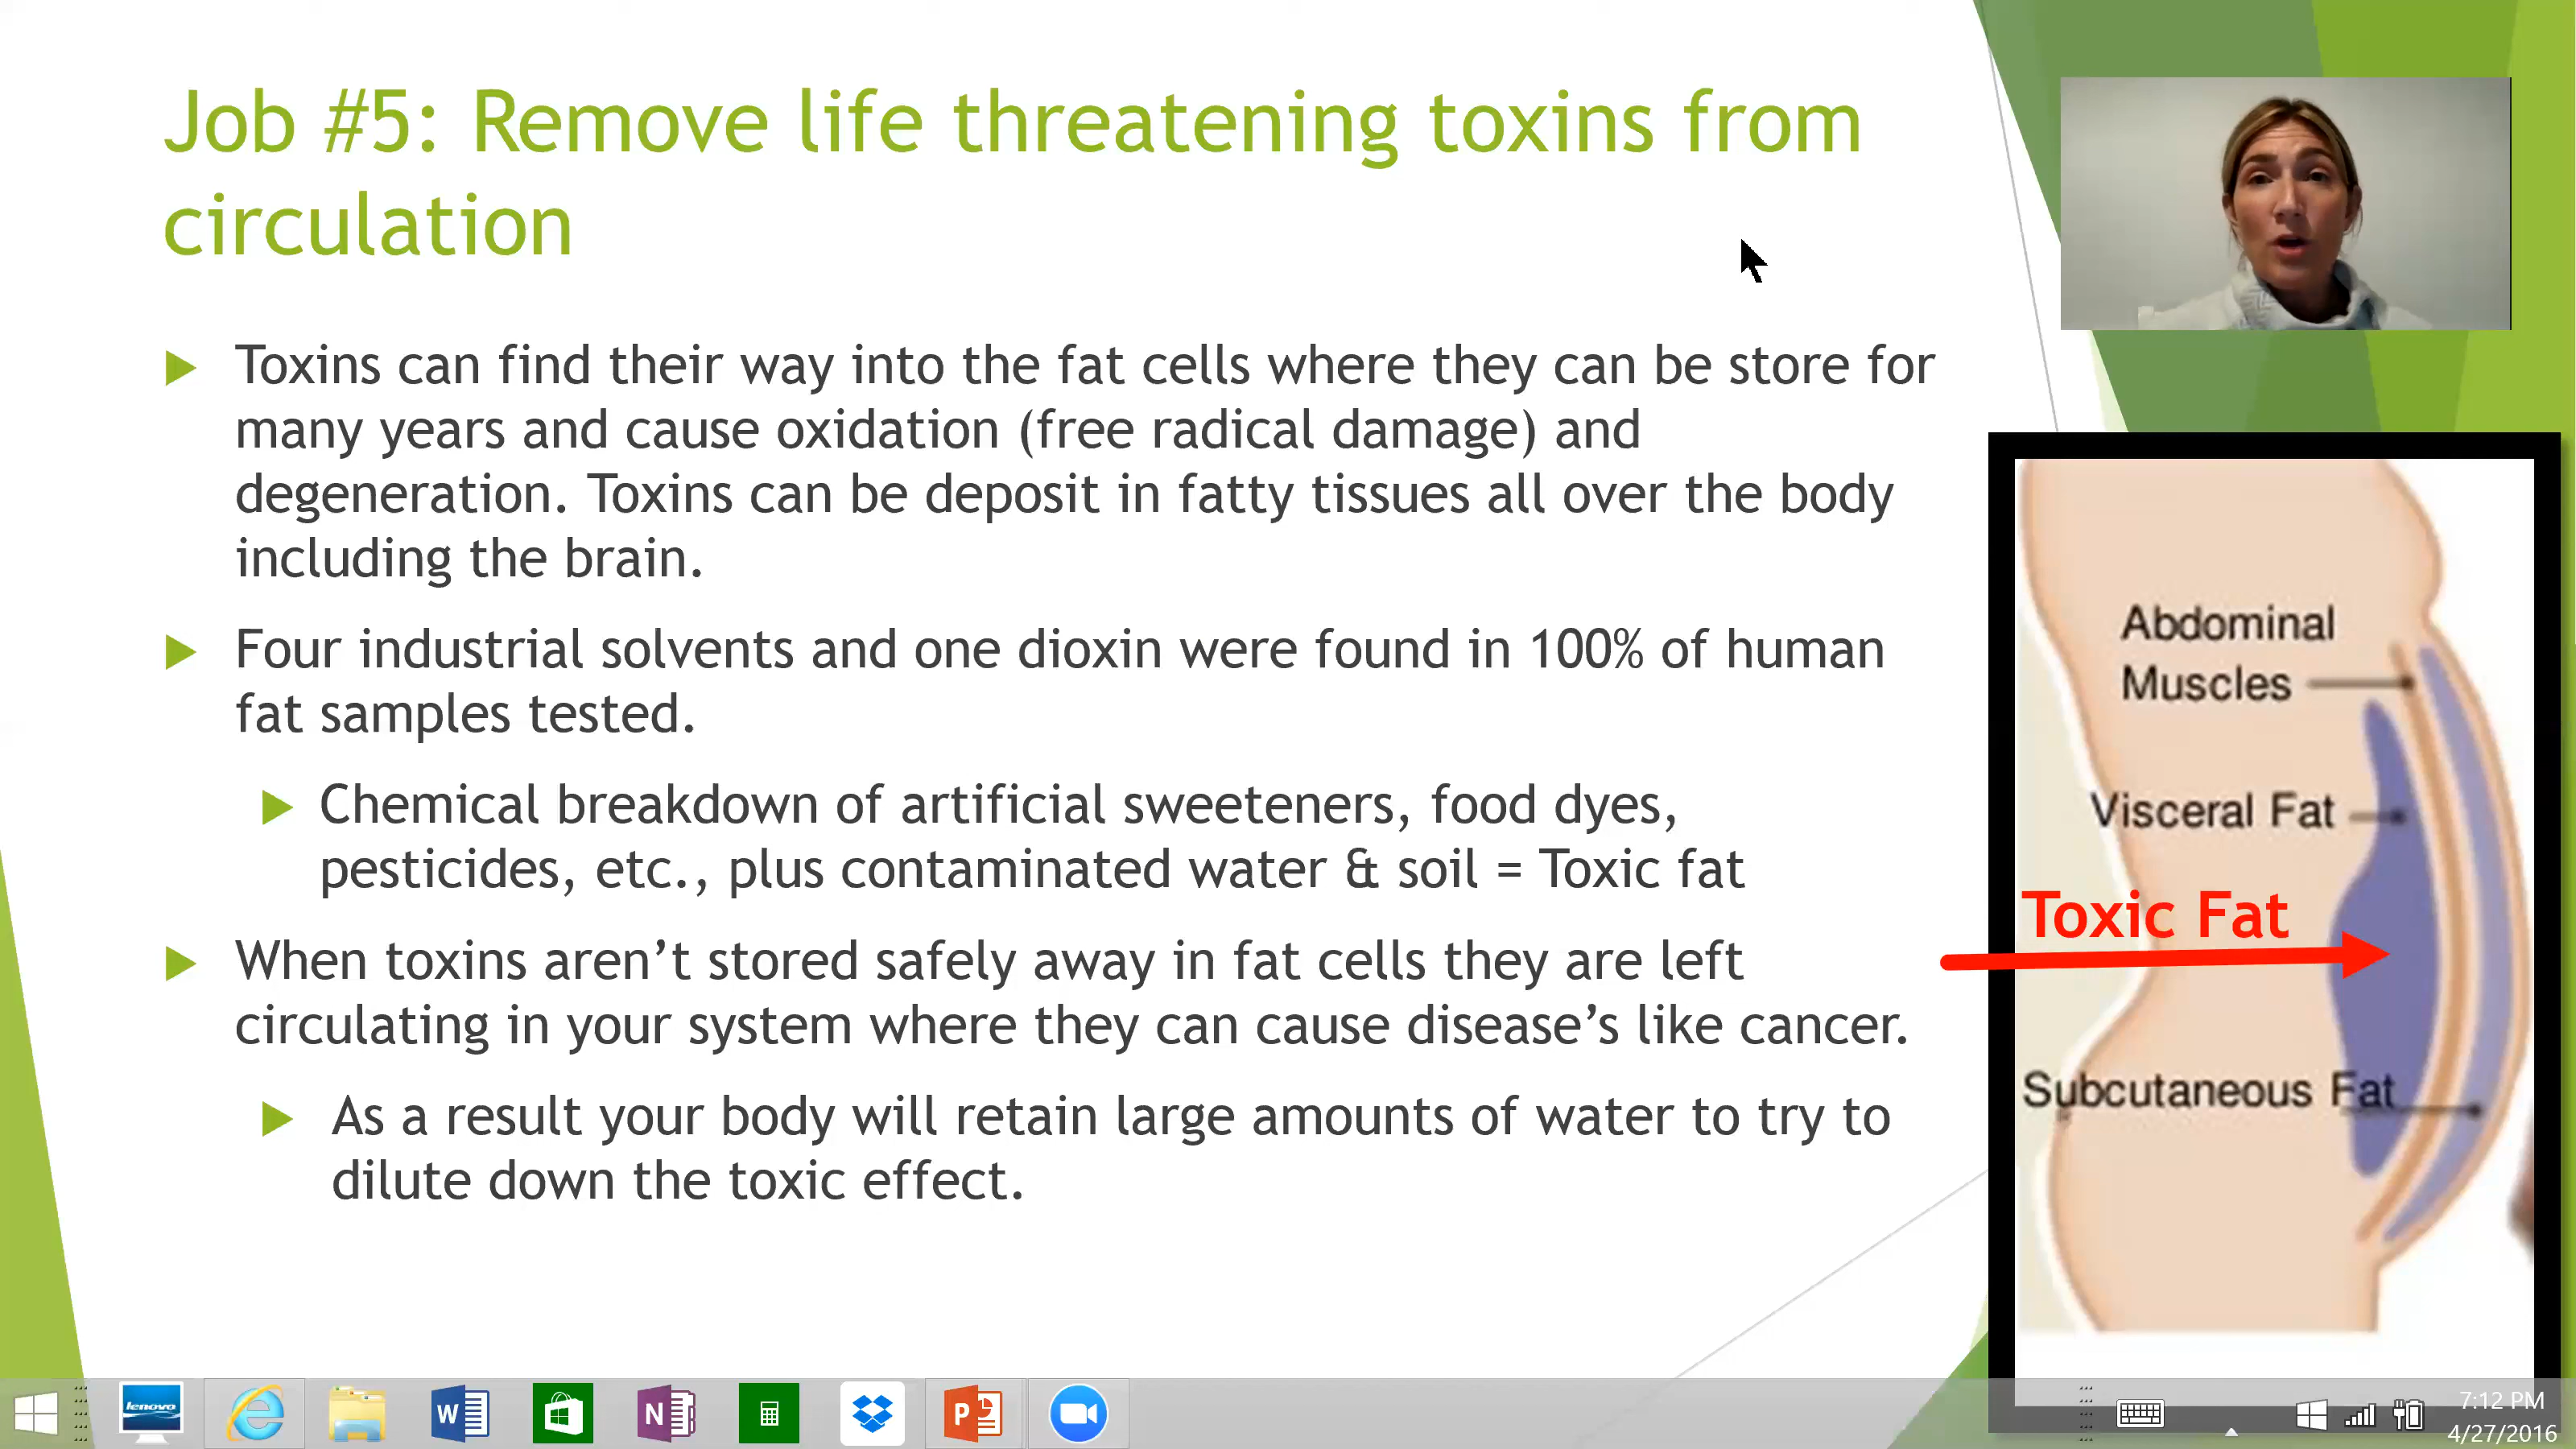 Job #5: Remove life threatening toxins from
circulation
Toxins can find their way into the fat cells where they can be store for
many years and cause oxidation (free radical damage) and
degeneration. Toxins can be deposit in fatty tissues all over the body
including the brain.
Four industrial solvents and one dioxin were found in 100% of human
fat samples tested.
Chemical breakdown of artificial sweeteners, food dyes,
pesticides, etc., plus contaminated water & soil = Toxic fat
When toxins aren’t stored safely away in fat cells they are left
circulating in your system where they can cause disease’s like cancer.
As a result your body will retain large amounts of water to try to
dilute down the toxic effect.
Abdominal
Muscles
Visceral Fat
Toxic Fat
Subcutaneous Fat
lenovo
W
N
P
7:12 PM
4/27/2016